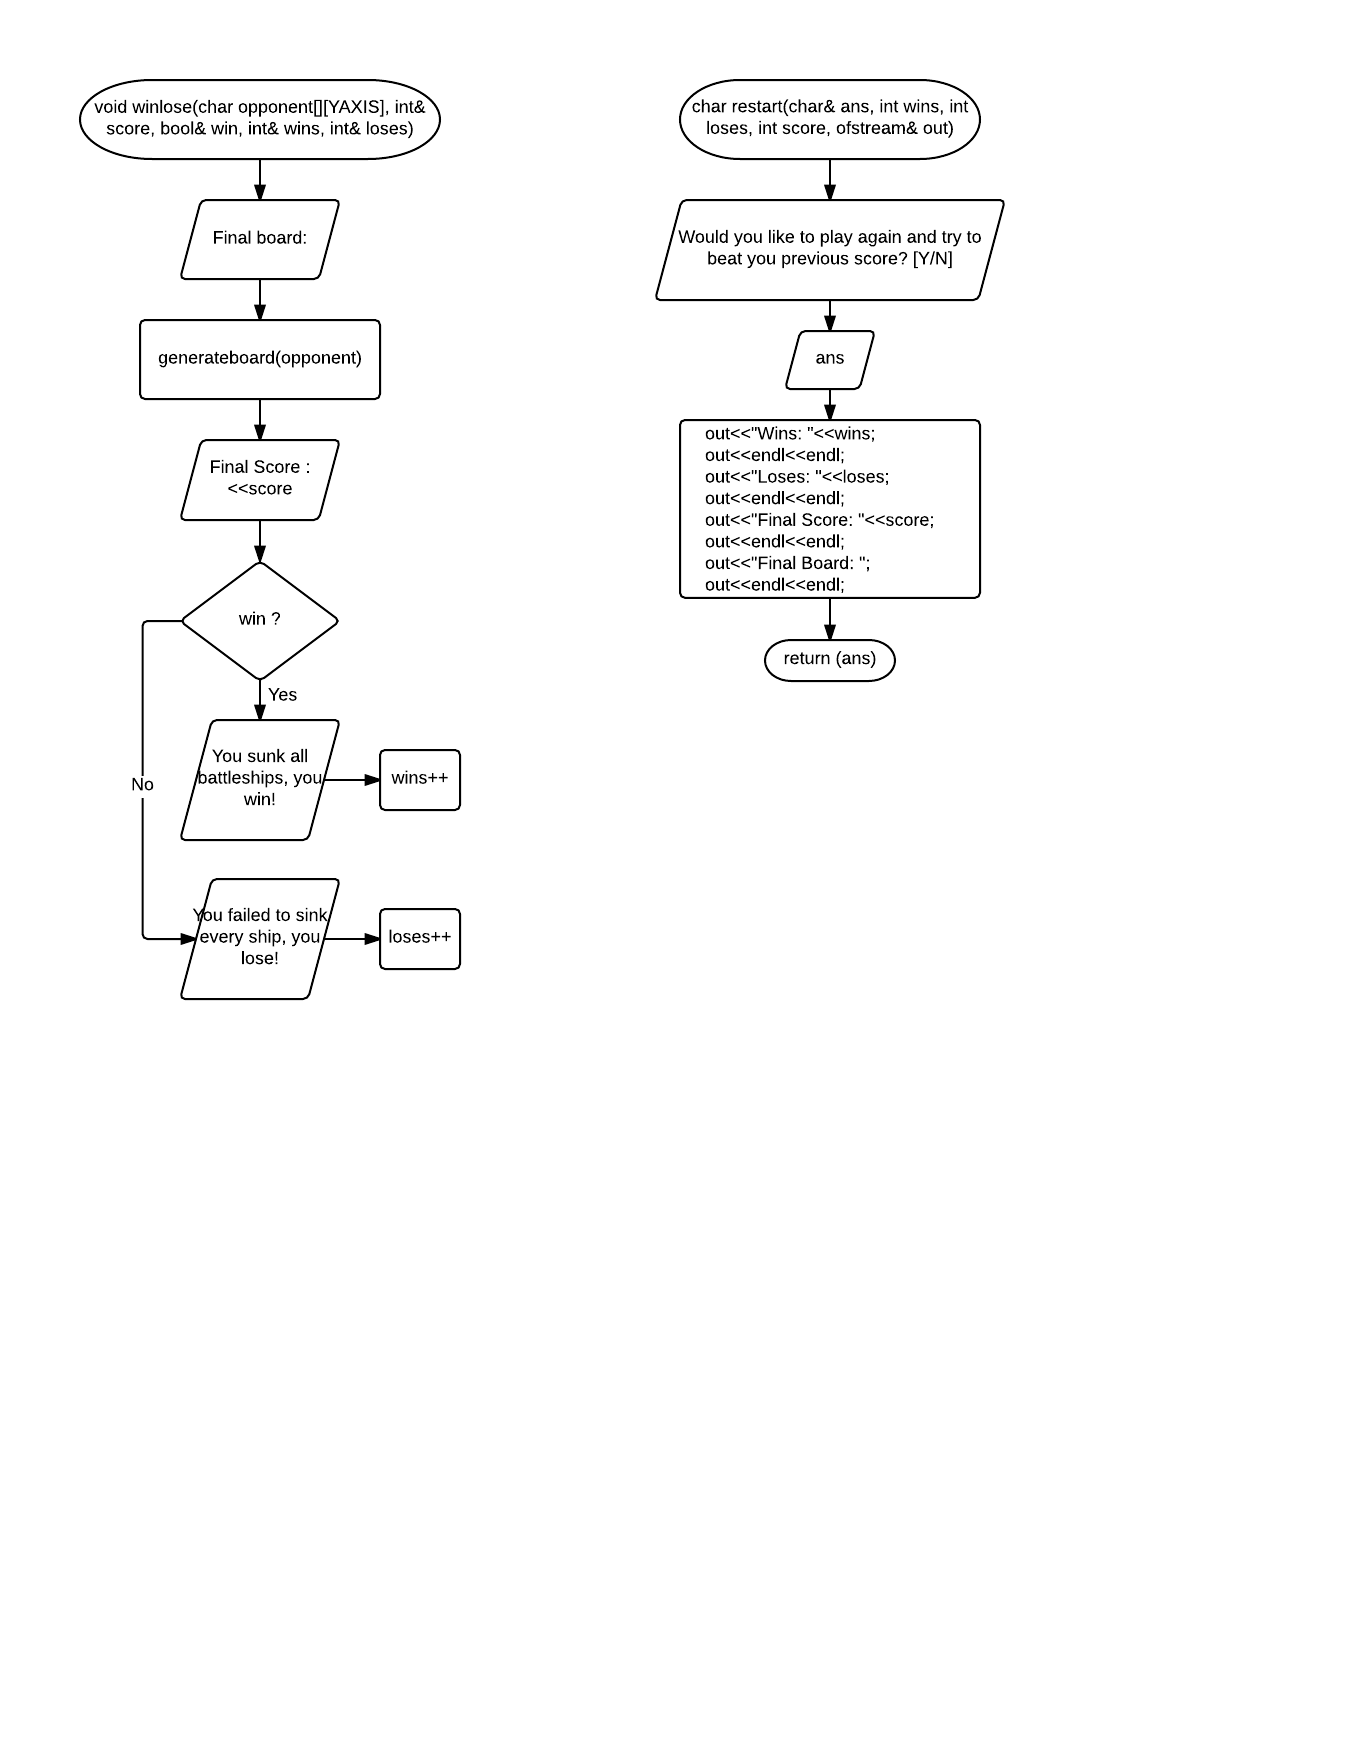 void winlose(char opponent[][YAXIS], int&
score, bool& win, int& wins, int& loses)
Final board:
generateboard(opponent)
Final Score :
<<score
win ?
Yes
No
You sunk all
battleships, you
win!
wins++
You failed to sink
every ship, you
lose!
loses++
char restart(char& ans, int wins, int
loses, int score, ofstream& out)
Would you like to play again and try to
beat you previous score? [Y/N]
ans
out<<"Wins: "<<wins;
out<<endl<<endl;
out<<"Loses: "<<loses;
out<<endl<<endl;
out<<"Final Score: "<<score;
out<<endl<<endl;
out<<"Final Board: ";
out<<endl<<endl;
return (ans)